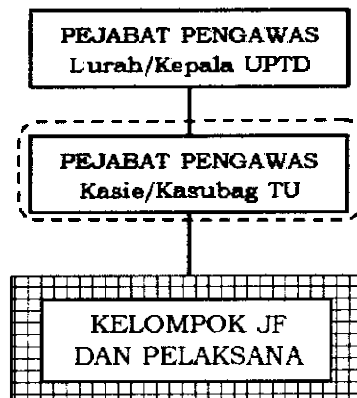 PEJABAT PENGAWAS
Lurah/Kepala UPTD
PEJABAT PENGAWAS
Kasie/Kasubag TU
KELOMPOK JF
DAN PELAKSANA